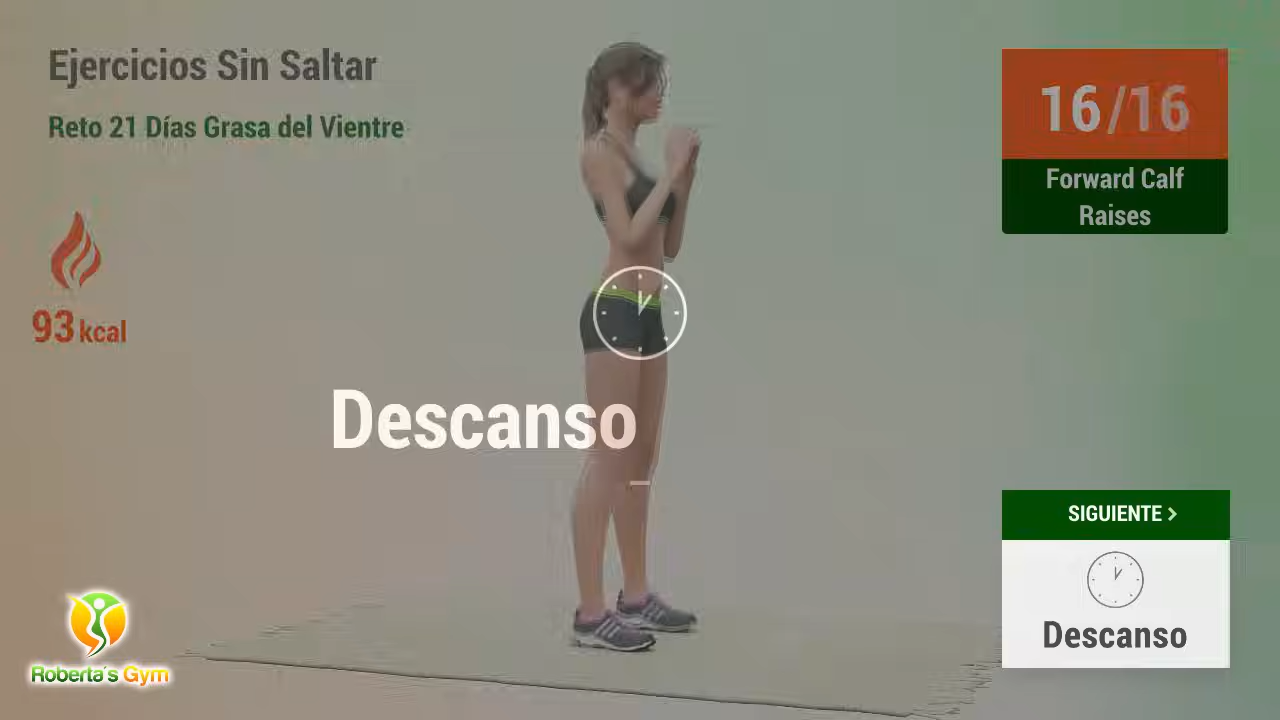 Ejercicios Sin Saltar
Reto 21 Días Grasa del Vientre
16/16
Forward Calf
Raises
93 kcal
Descanso
SIGUIENTE >
Descanso
Roberta´s Gym